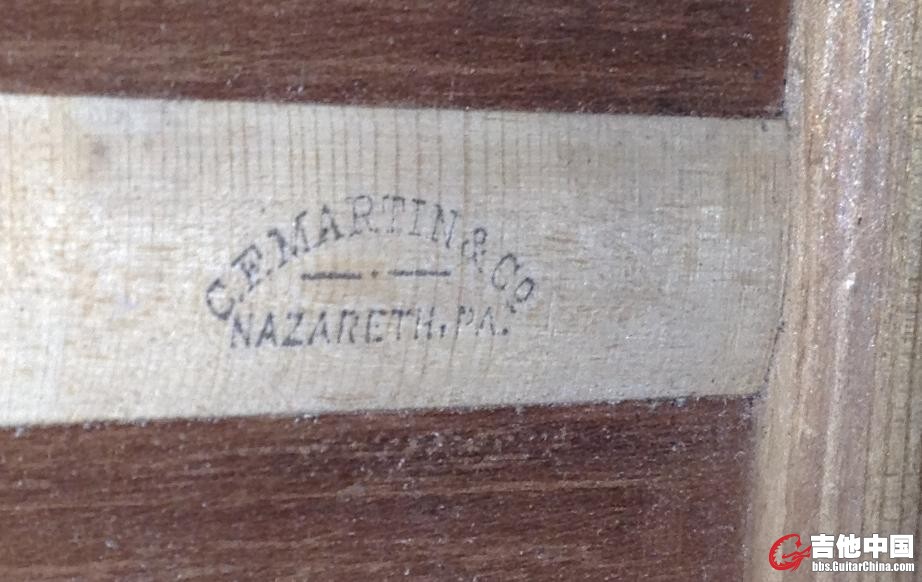 C.F. MARTIN & CO.
NAZARETH, PA.
吉他中国
bbs.GuitarChina.com